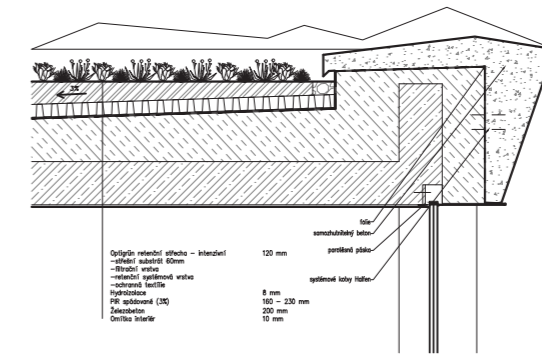 3%
fólie
samozhutnitelný beton
parotěsná páska
systémové kotvy Halfen
Optigrün retenční střecha - intenzivní 120 mm
-střešní substrát 60mm
-filtrační vrstva
-retenční systémová vrstva
-ochranná textilie
Hydroizolace 8 mm
PIR spádované (3%) 160 - 230 mm
Železobeton 200 mm
Omítka interiér 10 mm